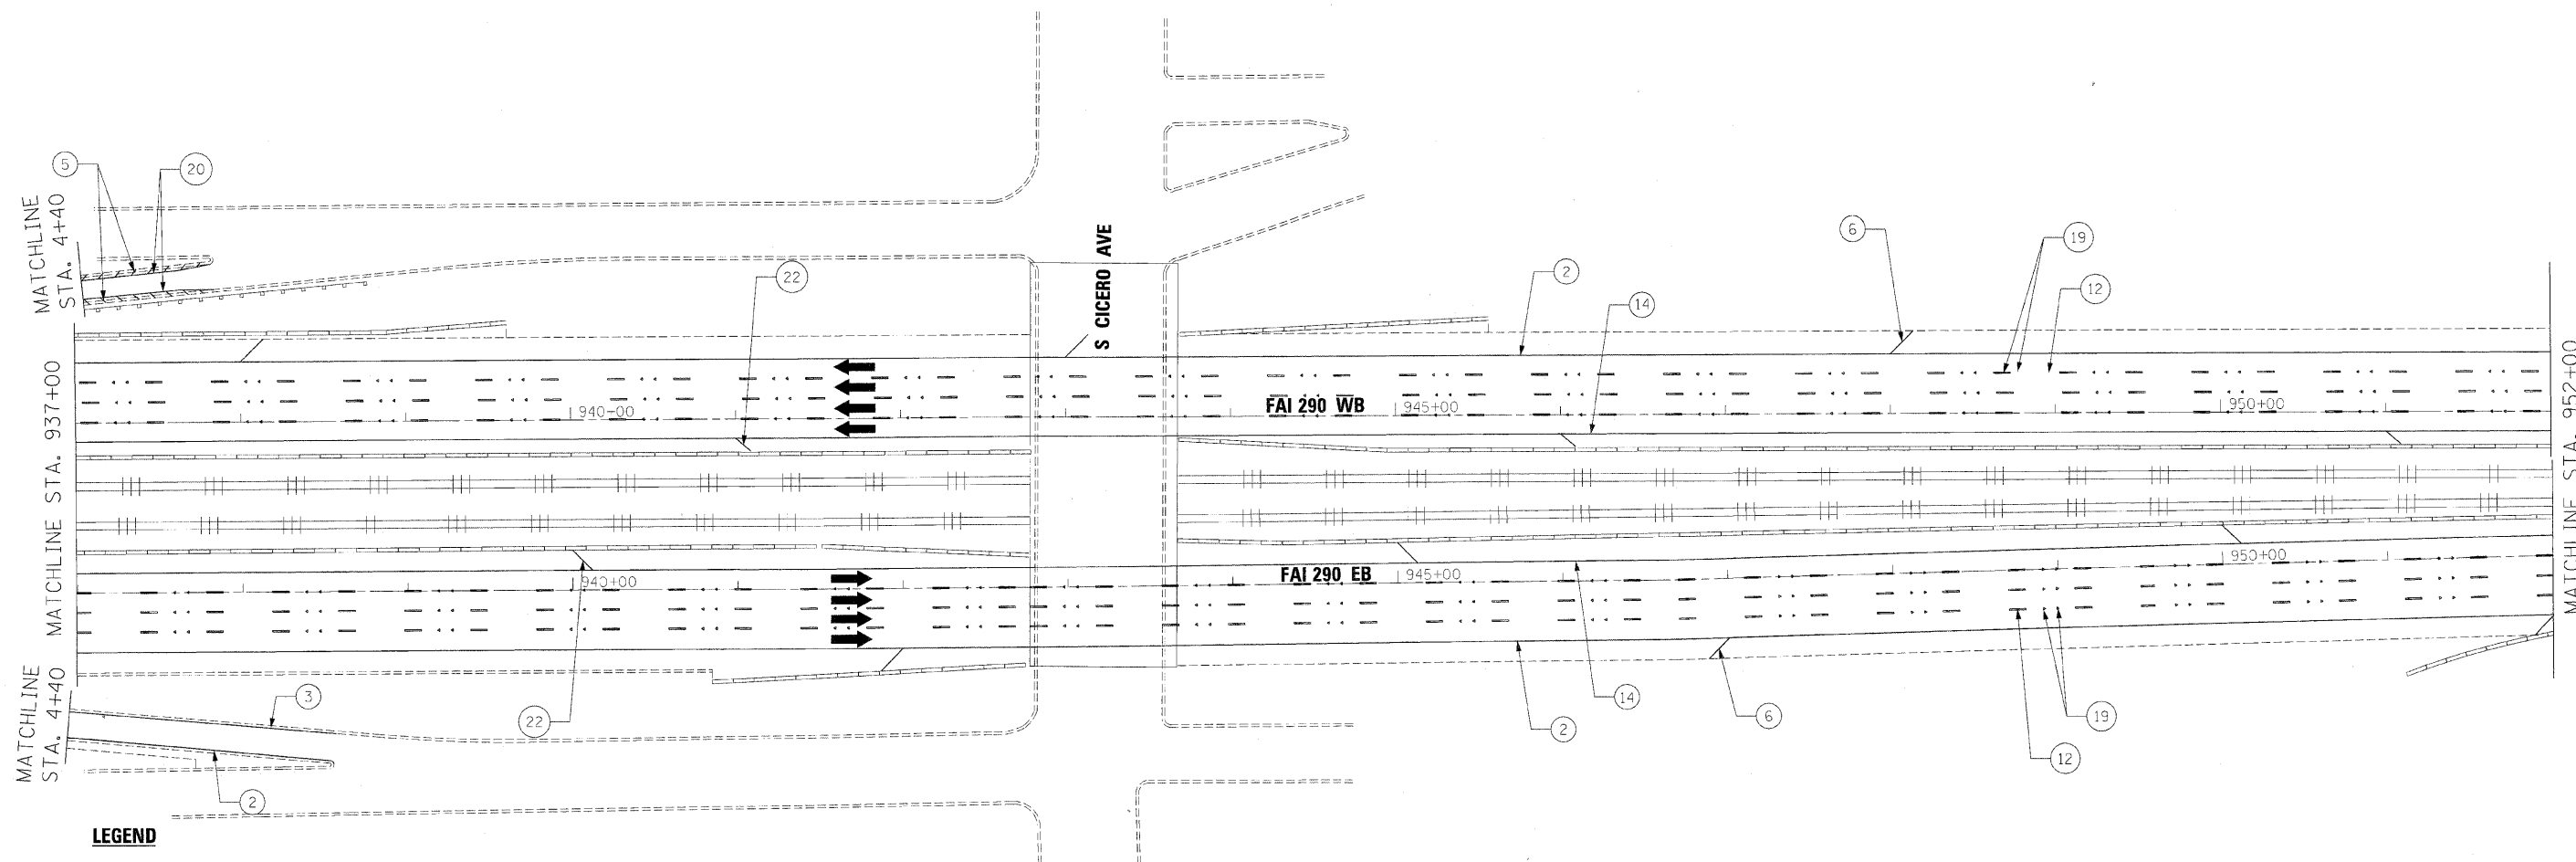 5
20
MATCHLINE
STA. 4+40
22
S CICERO AVE
2
14
6
19
12
MATCHLINE STA. 937+00
940+00
FAI 290 WB
945+00
950+00
MATCHLINE STA. 952+00
940+00
FAI 290 EB
945+00
950+00
MATCHLINE
STA. 4+40
3
22
2
14
6
19
2
12
LEGEND